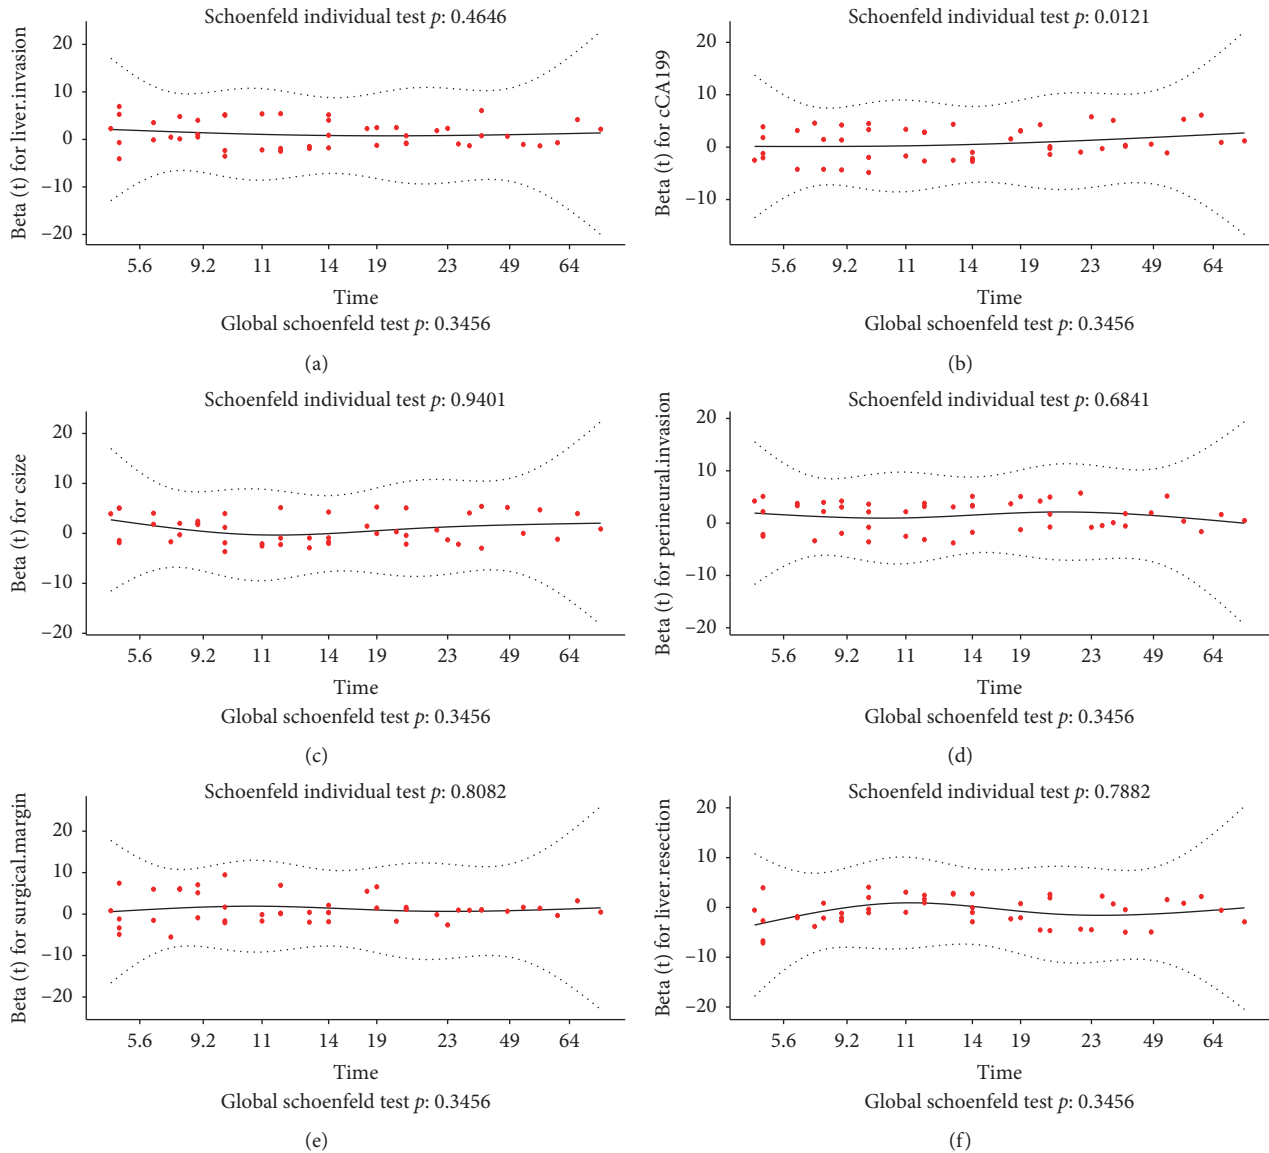 Schoenfeld individual test p: 0.4646
Beta (t) for liver.invasion
20
10
0
−10
−20
5.6 9.2 11 14 19 23 49 64
Time
Global schoenfeld test p: 0.3456
(a)
Schoenfeld individual test p: 0.0121
Beta (t) for cCA199
20
10
0
−10
5.6 9.2 11 14 19 23 49 64
Time
Global schoenfeld test p: 0.3456
(b)
Schoenfeld individual test p: 0.9401
Beta (t) for csize
20
10
0
−10
−20
5.6 9.2 11 14 19 23 49 64
Time
Global schoenfeld test p: 0.3456
(c)
Schoenfeld individual test p: 0.6841
Beta (t) for perineural.invasion
20
10
0
−10
−20
5.6 9.2 11 14 19 23 49 64
Time
Global schoenfeld test p: 0.3456
(d)
Schoenfeld individual test p: 0.8082
Beta (t) for surgical.margin
20
10
0
−10
−20
5.6 9.2 11 14 19 23 49 64
Time
Global schoenfeld test p: 0.3456
(e)
Schoenfeld individual test p: 0.7882
Beta (t) for liver.resection
20
10
0
−10
−20
5.6 9.2 11 14 19 23 49 64
Time
Global schoenfeld test p: 0.3456
(f)